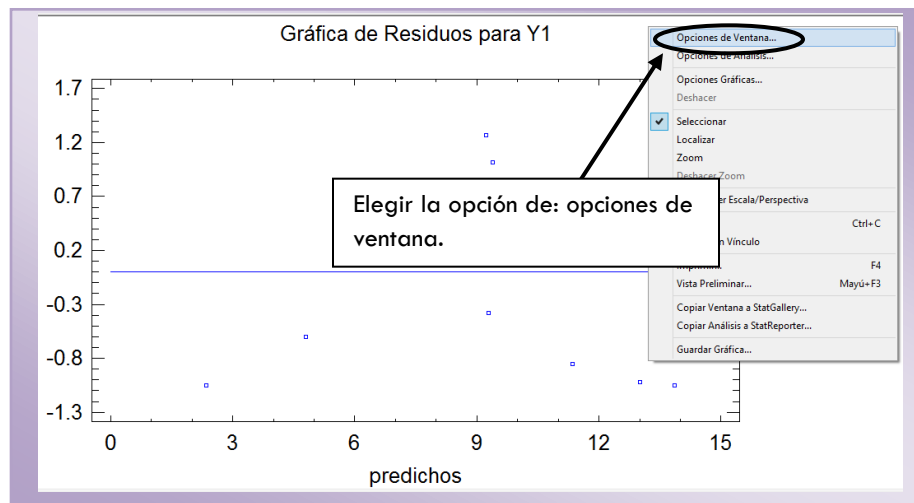 Gráfica de Residuos para Y1
Opciones de Ventana...
Opciones de Análisis...
Opciones Gráficas...
Deshacer
Seleccionar
Localizar
Zoom
Deshacer Zoom
Escala/Perspectiva
Ctrl+C
Vínculo
Imprimir... F4
Vista Preliminar... Mayú+F3
Copiar Ventana a StatGallery...
Copiar Análisis a StatReporter...
Guardar Gráfica...
Elegir la opción de: opciones de
ventana.
1.7
1.2
0.7
0.2
-0.3
-0.8
-1.3
0 3 6 9 12 15
predichos